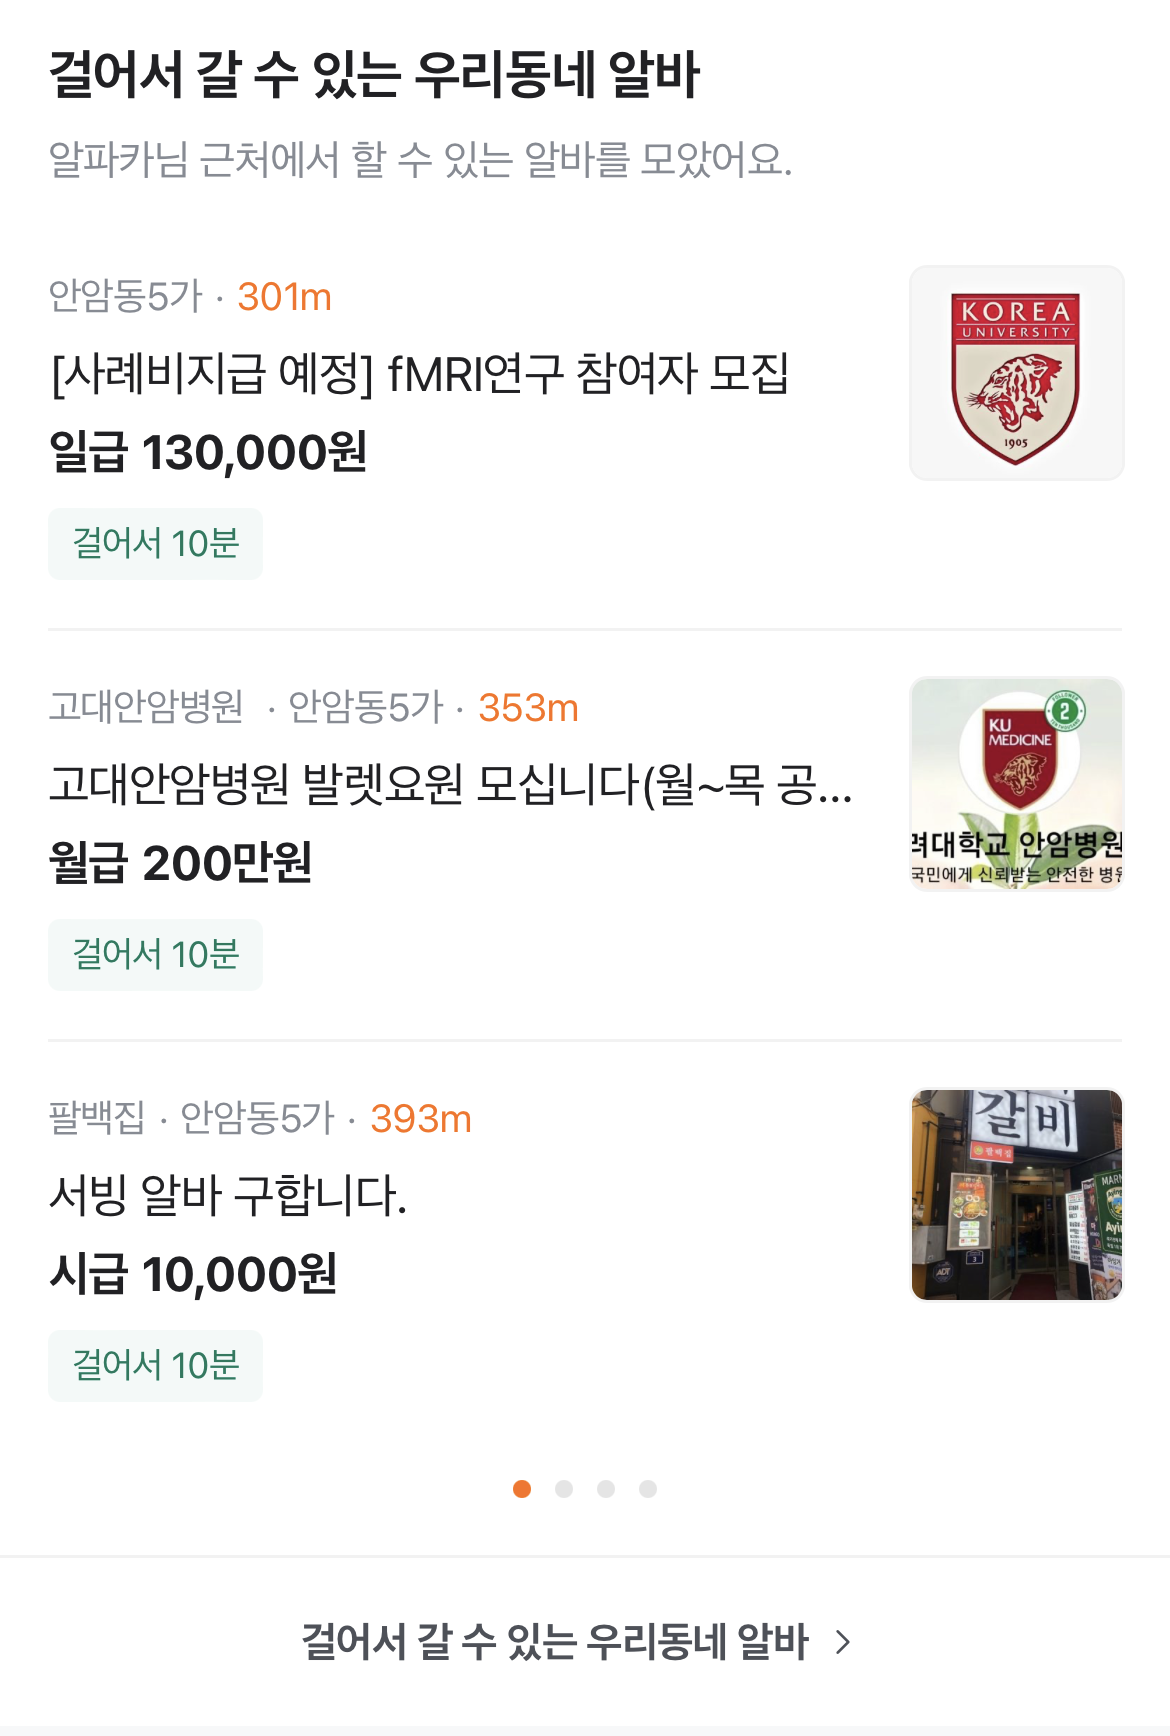 걸어서 갈 수 있는 우리동네 알바
알파카님 근처에서 할 수 있는 알바를 모았어요.
안암동5가 · 301m
[사례비지급 예정] fMRI연구 참여자 모집
일급 130,000원
걸어서 10분
KOREA
UNIVERSITY
1905
고대안암병원 · 안암동5가 · 353m
고대안암병원 발렛요원 모십니다(월~목 공...
월급 200만원
걸어서 10분
2
KU
MEDICINE
려대학교 안암병원
국민에게 신뢰받는 안전한 병원
팔백집 · 안암동5가 · 393m
서빙 알바 구합니다.
시급 10,000원
걸어서 10분
갈비
팔백집
걸어서 갈 수 있는 우리동네 알바 >